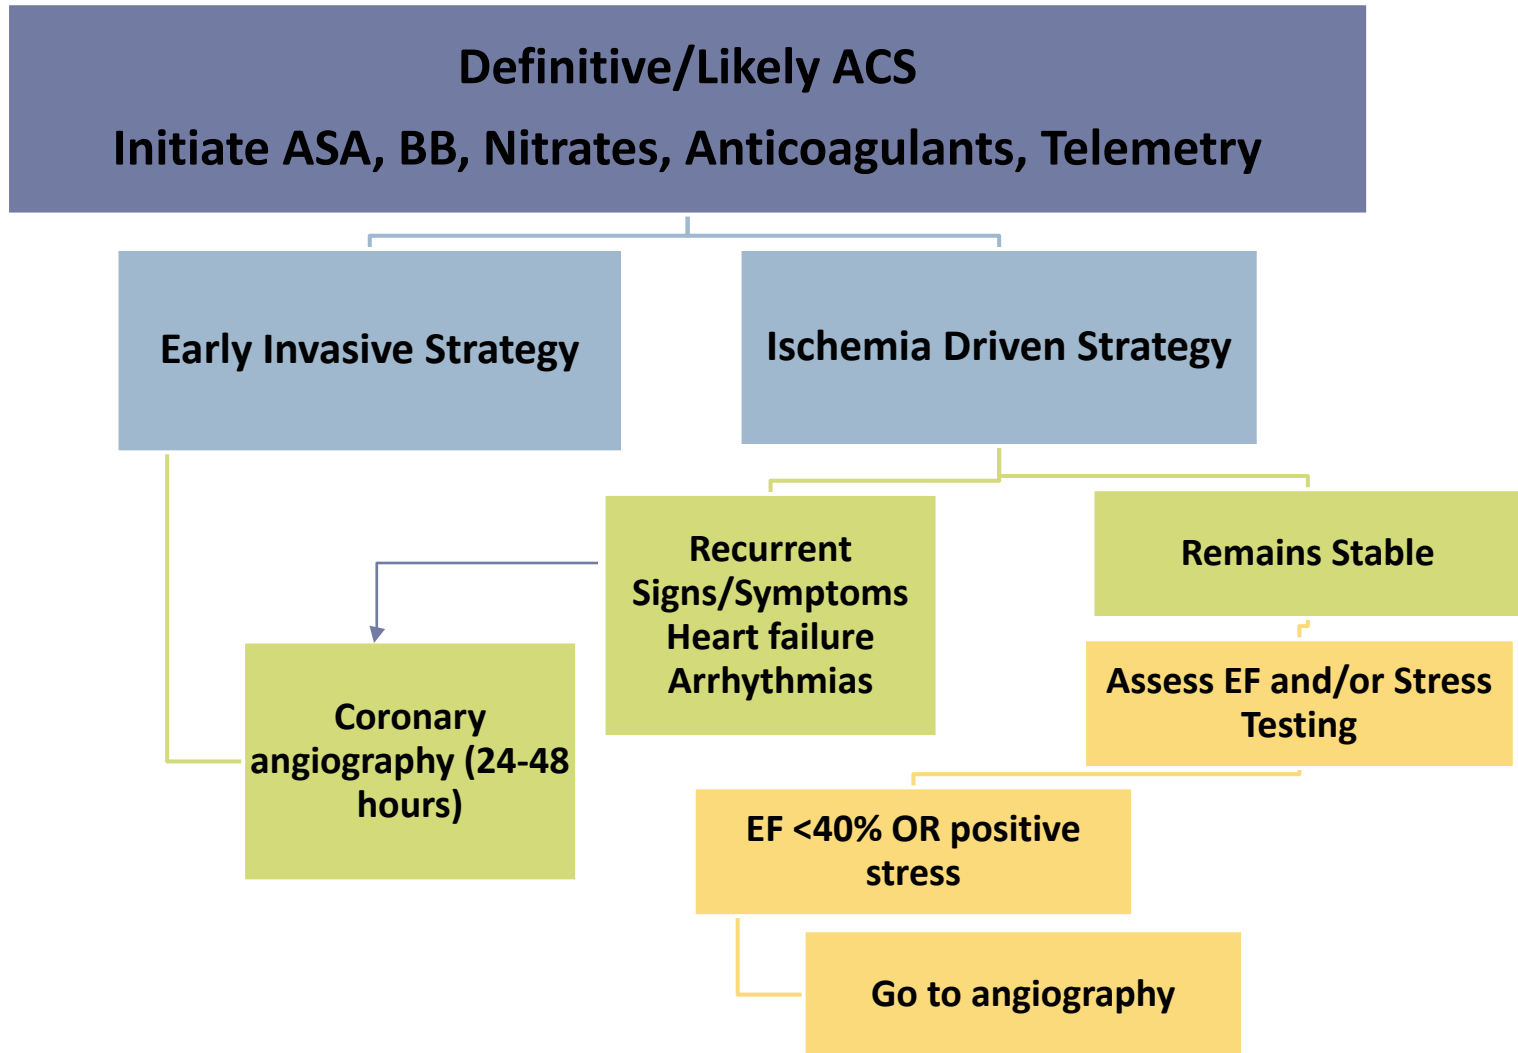 Definitive/Likely ACS
Initiate ASA, BB, Nitrates, Anticoagulants, Telemetry
Early Invasive Strategy
Ischemia Driven Strategy
Recurrent
Signs/Symptoms
Heart failure
Arrhythmias
Remains Stable
Coronary
angiography (24-48
hours)
Assess EF and/or Stress
Testing
EF <40% OR positive
stress
Go to angiography